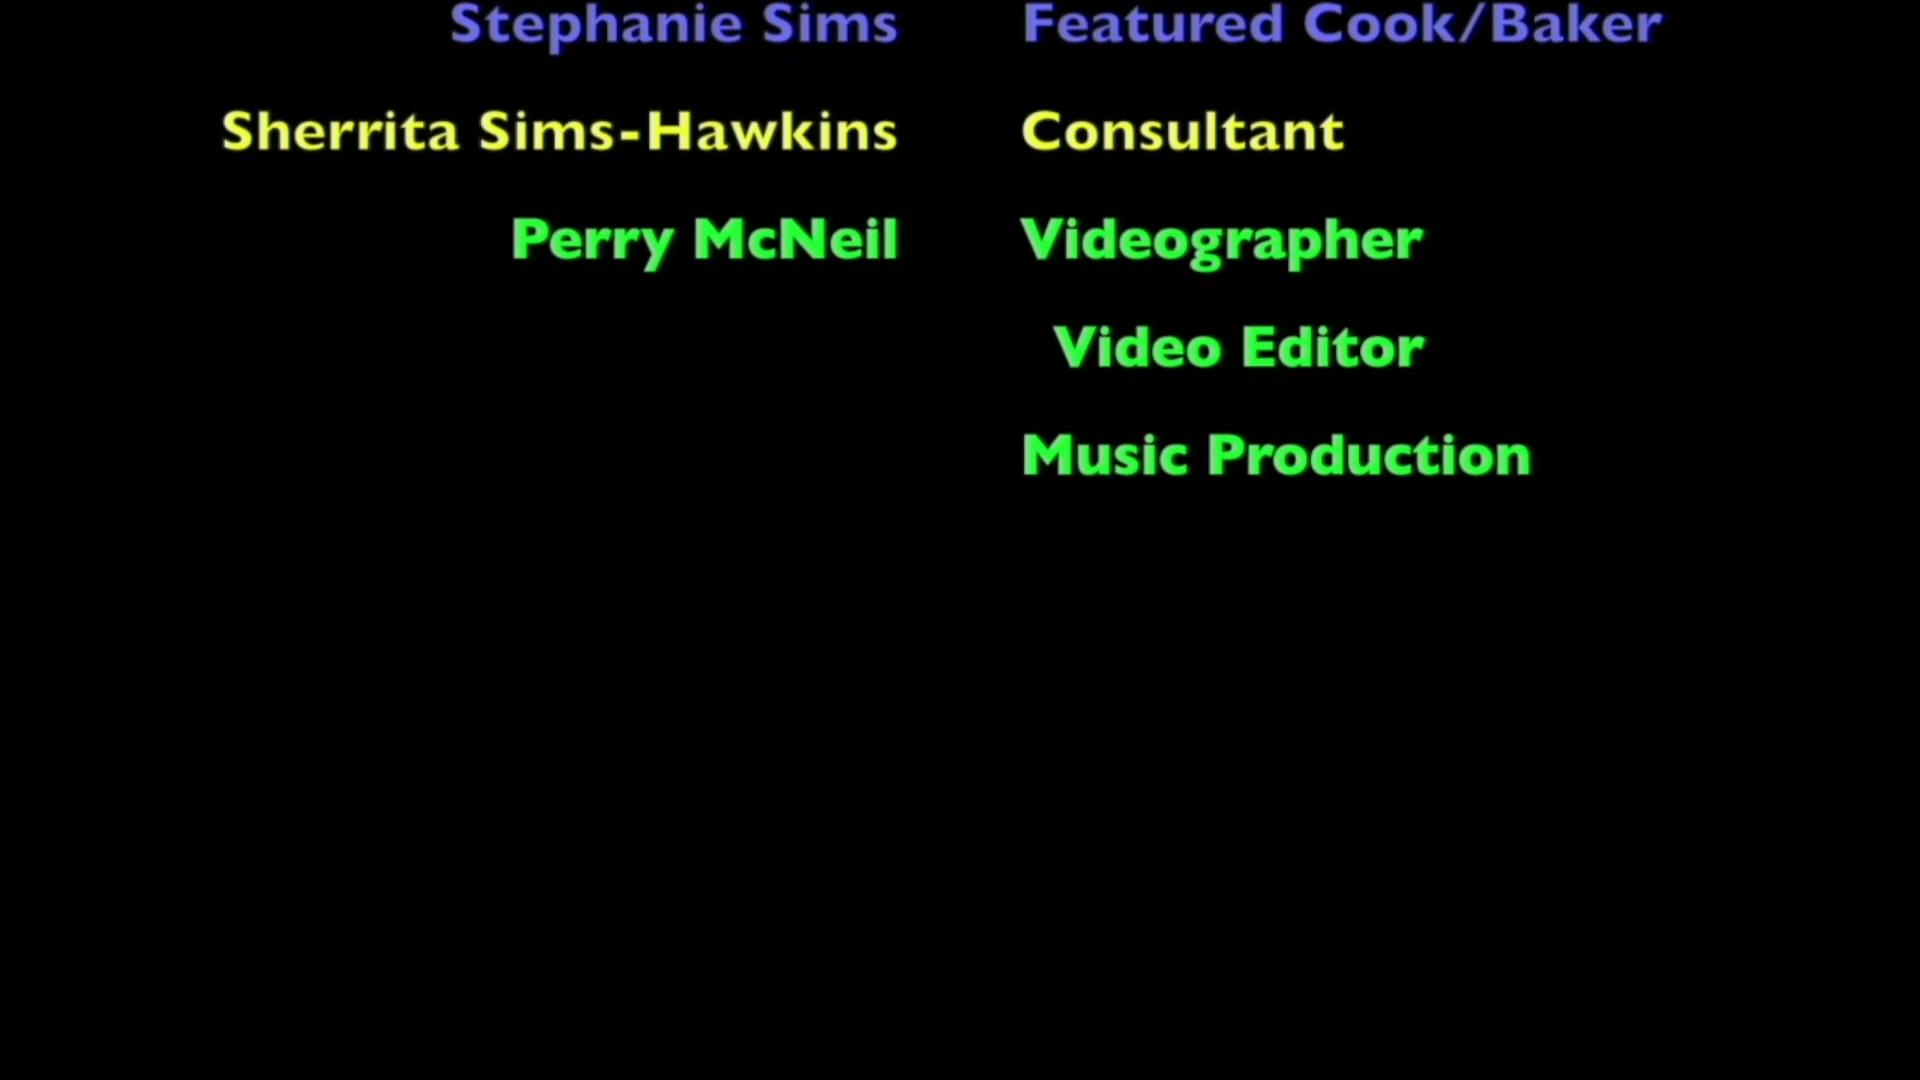 Stephanie Sims Featured Cook/Baker
Sherrita Sims-Hawkins Consultant
Perry McNeil Videographer
Video Editor
Music Production